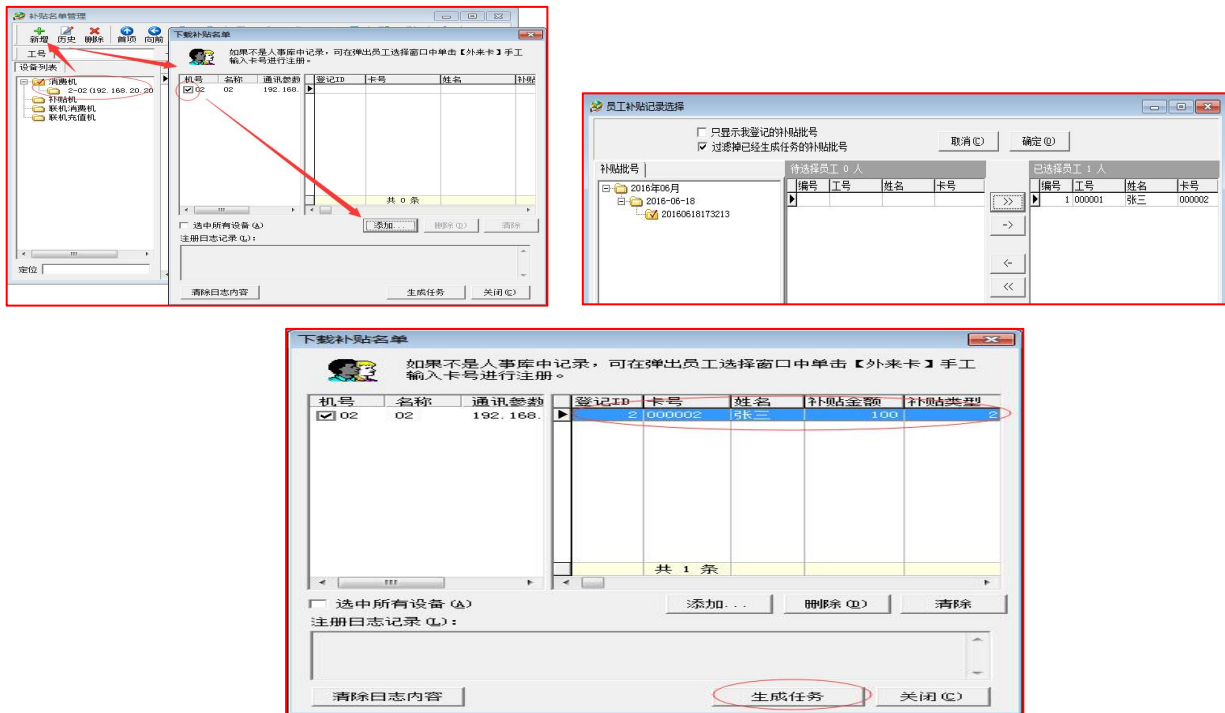 补贴名单管理
新增 历史 删除 首项 向前
工号
设备列表
消费机
2-02 (192.168.20.20
补贴机
联机消费机
联机充值机
定位
下载补贴名单
如果不是人事库中记录，可在弹出员工选择窗口中单击【外来卡】手工
输入卡号进行注册。
机号 名称 通讯参数 登记ID 卡号 姓名 补贴
02 02 192.168.
共 0 条
选中所有设备(A) 添加... 删除(D) 清除
注册日志记录(L):
清除日志内容 生成任务 关闭(C)
员工补贴记录选择
只显示我登记的补贴批号
过滤掉已经生成任务的补贴批号
取消(C) 确定(O)
补贴批号 待选择员工 0 人 已选择员工 1 人
编号 工号 姓名 卡号 编号 工号 姓名 卡号
2016年06月
2016-06-18
20160618173213
1 000001 张三 000002
>>
->
<-
<<
下载补贴名单
如果不是人事库中记录，可在弹出员工选择窗口中单击【外来卡】手工
输入卡号进行注册。
机号 名称 通讯参数 登记ID 卡号 姓名 补贴金额 补贴类型
02 02 192.168. 2 000002 张三 100 2
共 1 条
选中所有设备(A) 添加... 删除(D) 清除
注册日志记录(L):
清除日志内容 生成任务 关闭(C)